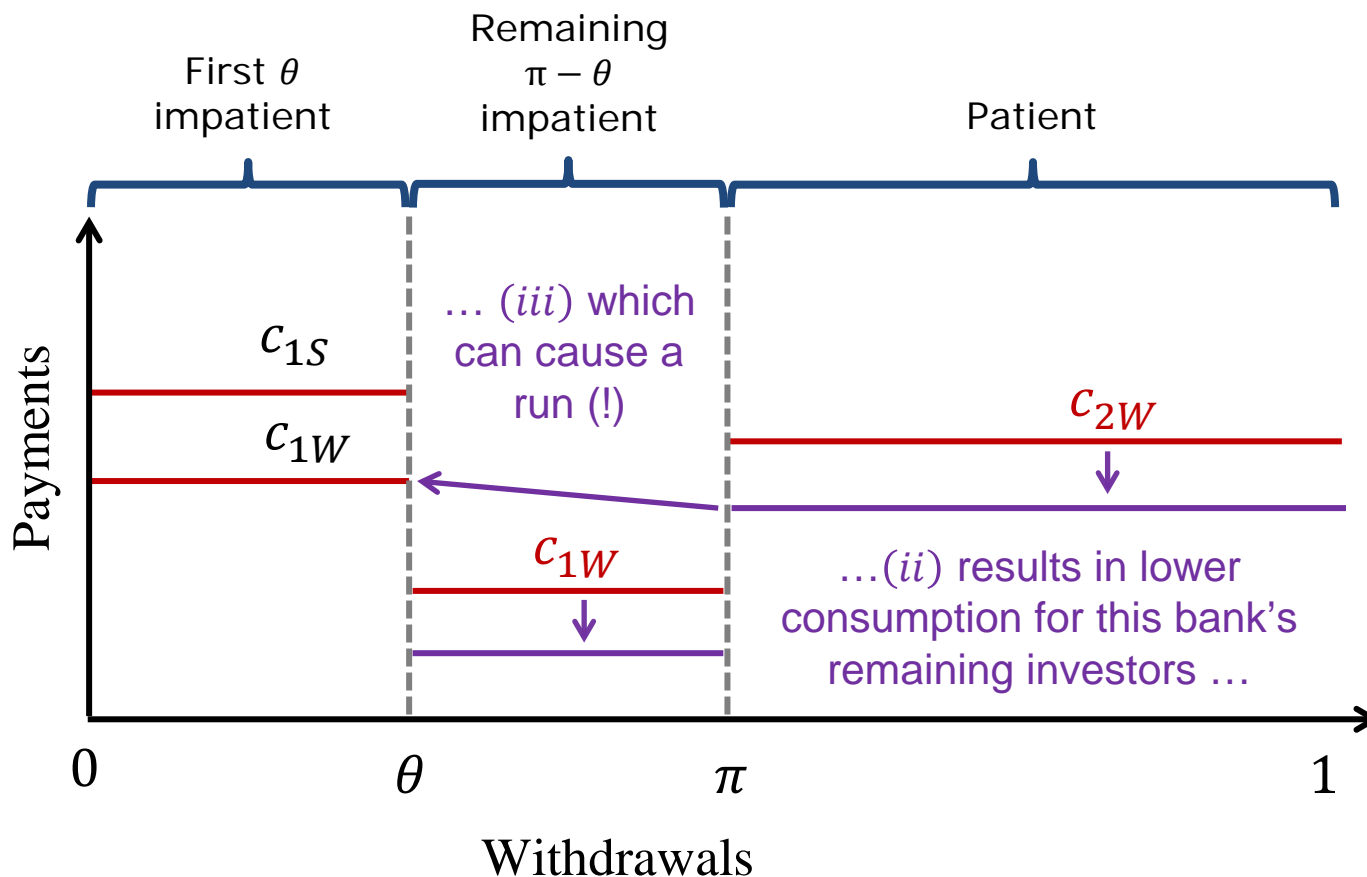 First θ
impatient
Remaining
π − θ
impatient
Patient
Payments
c₁S
c₁W
… (iii) which
can cause a
run (!)
c₂W
c₁W
…(ii) results in lower
consumption for this bank’s
remaining investors …
0
θ
π
1
Withdrawals